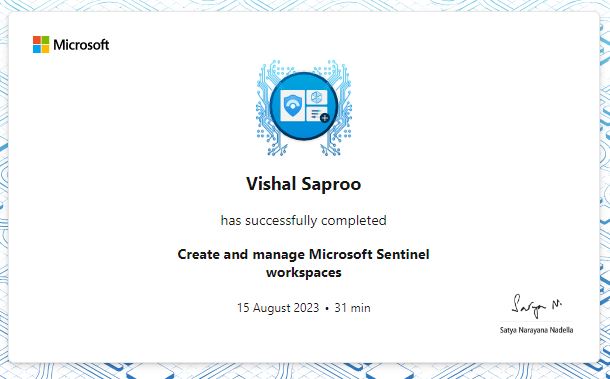 Microsoft
Vishal Saproo
has successfully completed
Create and manage Microsoft Sentinel
workspaces
15 August 2023 • 31 min
Satya N.
Satya Narayana Nadella